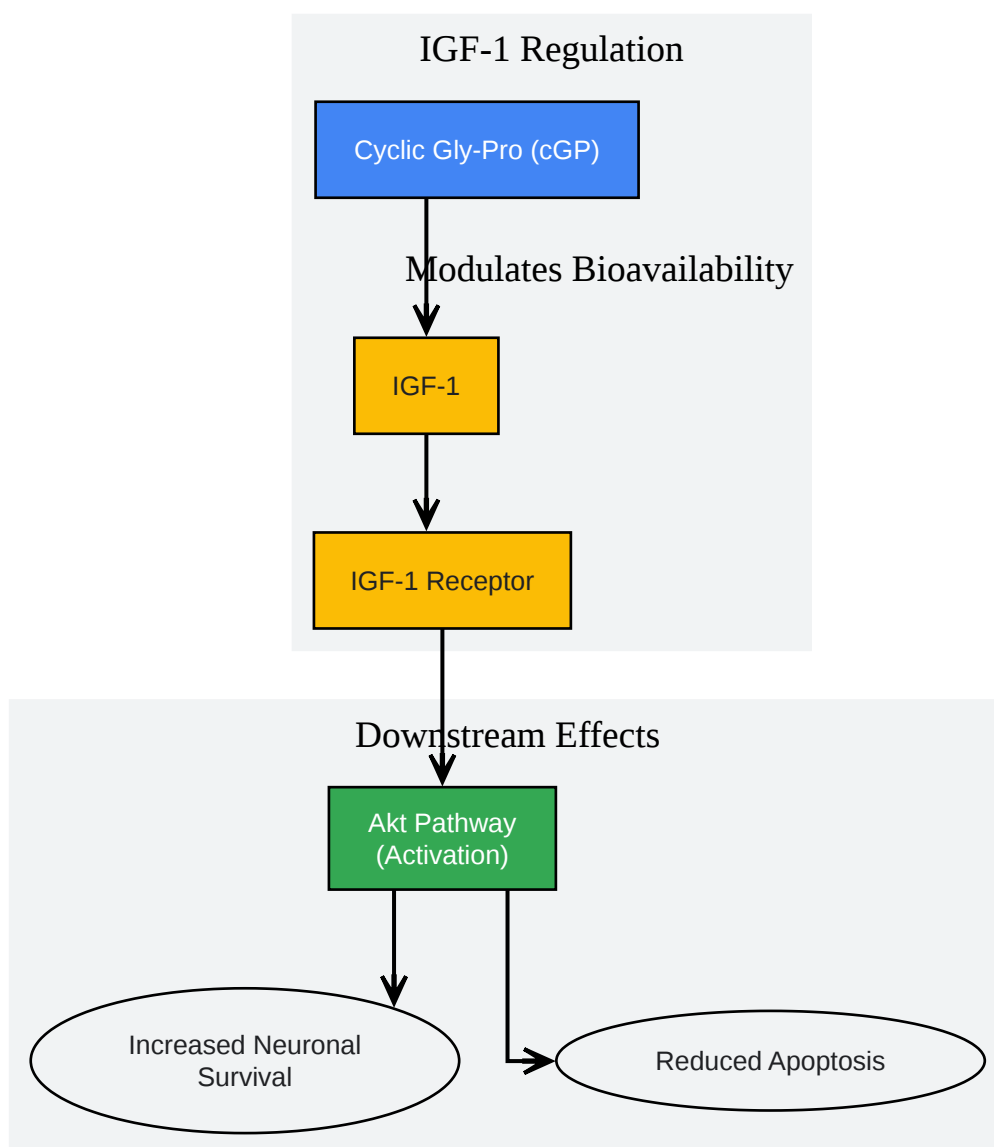 IGF-1 Regulation
Cyclic Gly-Pro (cGP)
Modulates Bioavailability
IGF-1
IGF-1 Receptor
Downstream Effects
Akt Pathway
(Activation)
Increased Neuronal
Survival
Reduced Apoptosis